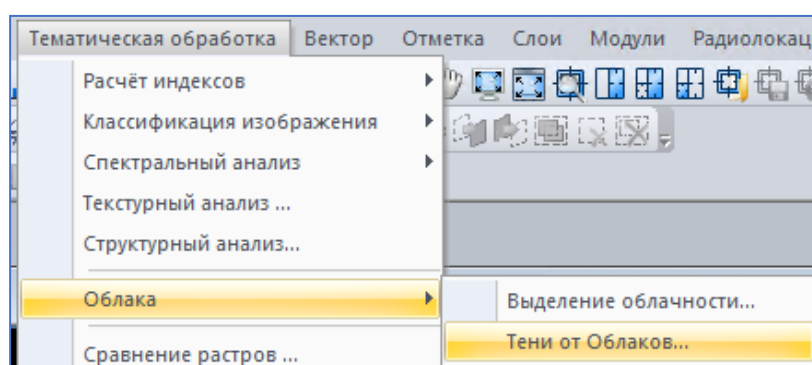 Тематическая обработка Вектор Отметка Слои Модули Радиолокац
Расчёт индексов
Классификация изображения
Спектральный анализ
Текстурный анализ ...
Структурный анализ...
Облака
Выделение облачности...
Тени от Облаков...
Сравнение растров ...